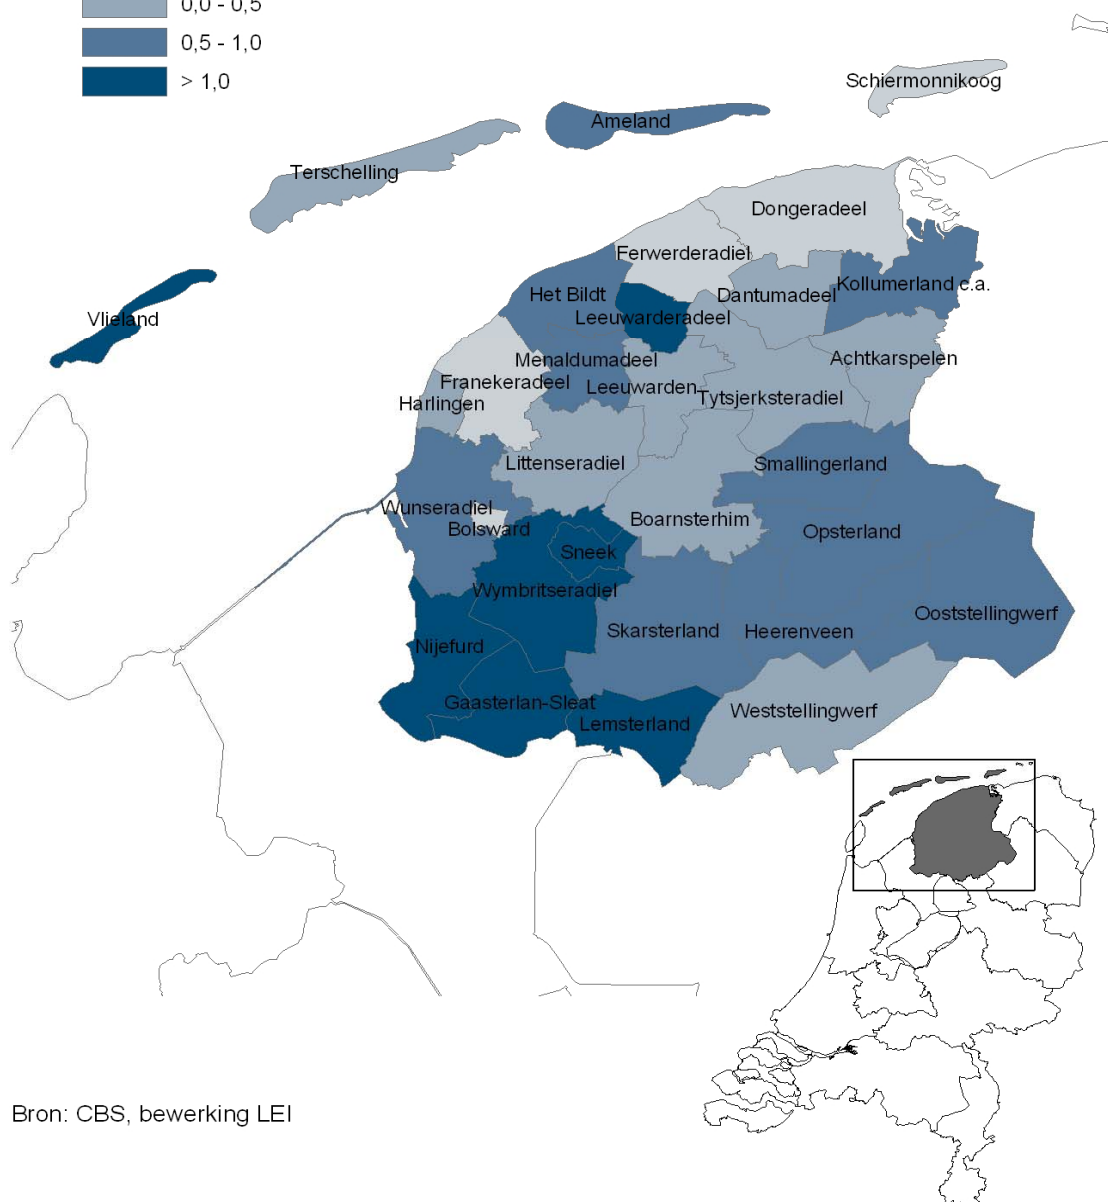 0,0 - 0,5
0,5 - 1,0
> 1,0
Schiermonnikoog
Ameland
Terschelling
Dongeradeel
Ferwerderadiel
Kollumerland c.a.
Het Bildt
Dantumadeel
Vlieland
Leeuwarderadeel
Menaldumadeel
Achtkarspelen
Franekeradeel
Leeuwarden
Harlingen
Tytsjerksteradiel
Littenseradiel
Smallingerland
Wunseradiel
Boarnsterhim
Bolsward
Opsterland
Sneek
Wymbritseradiel
Ooststellingwerf
Skarsterland
Heerenveen
Nijefurd
Gaasterlan-Sleat
Weststellingwerf
Lemsterland
Bron: CBS, bewerking LEI